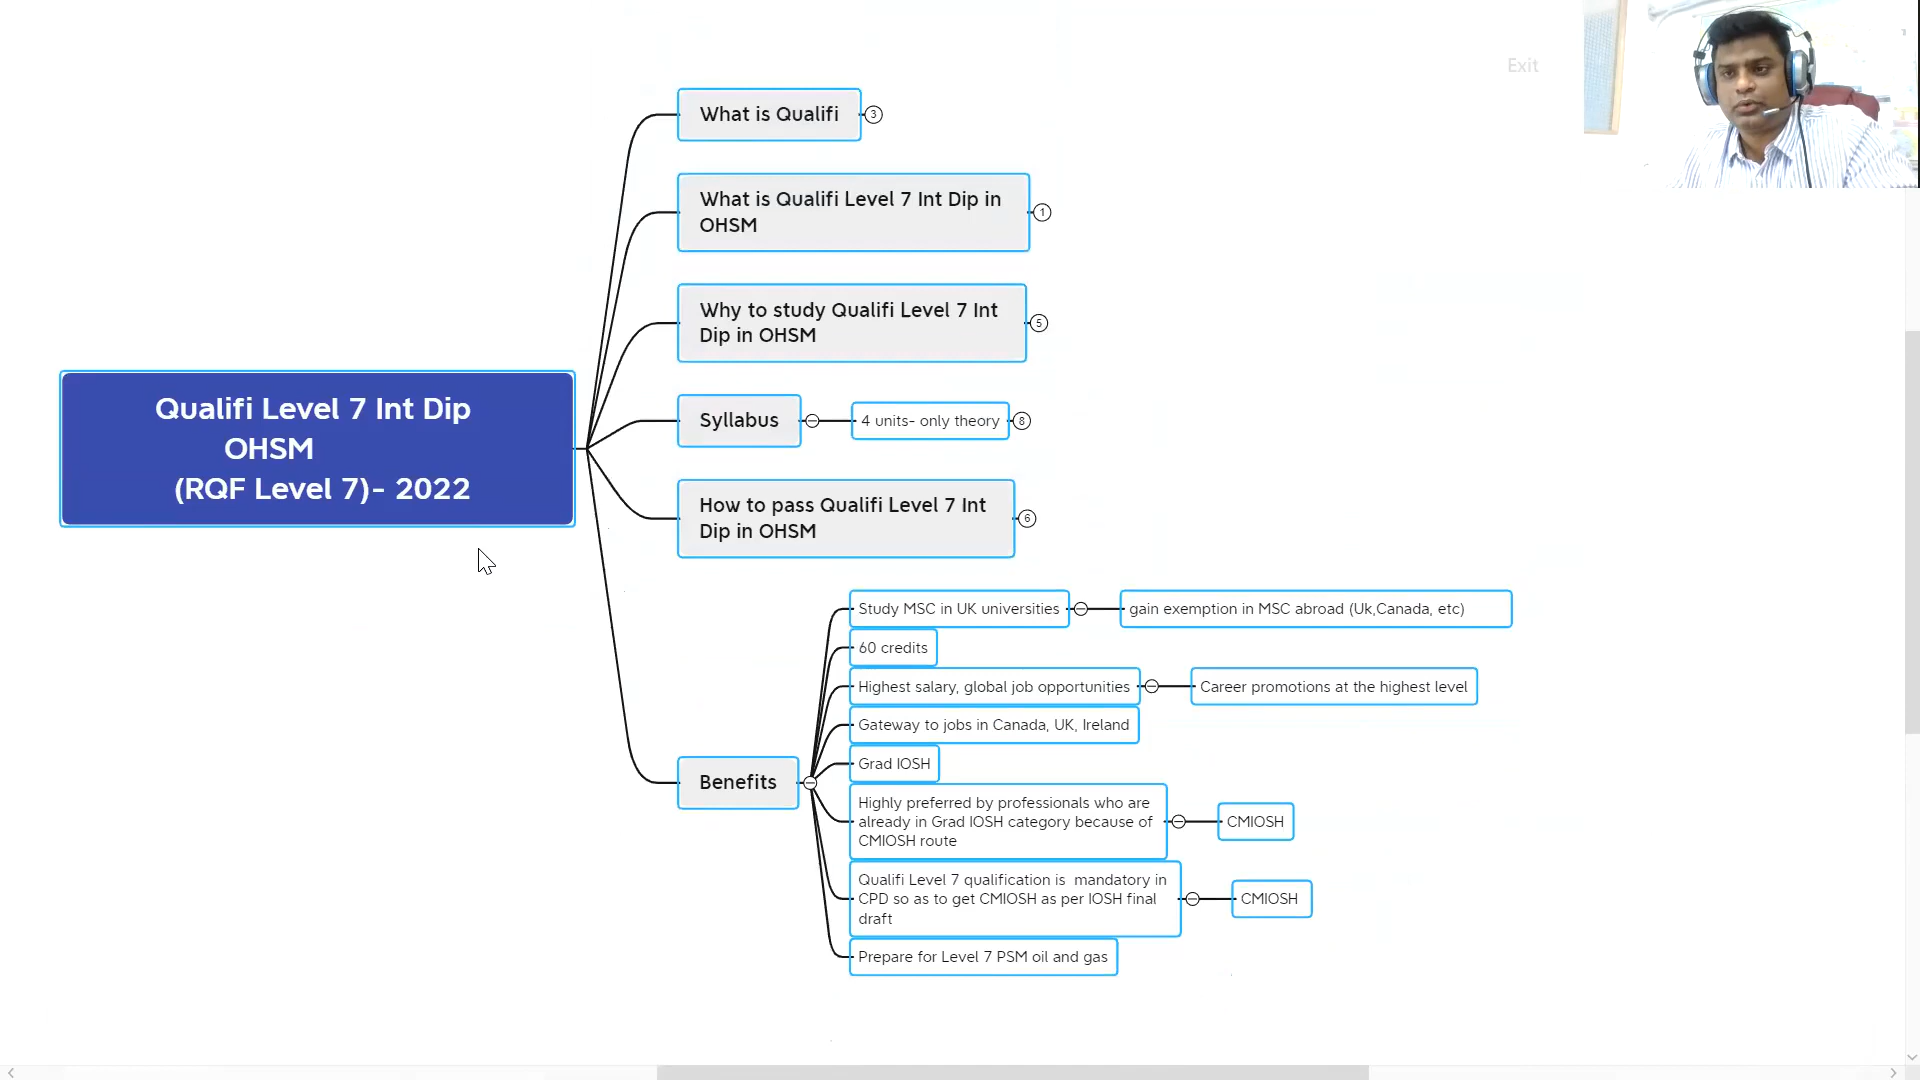 Exit
What is Qualifi
3
What is Qualifi Level 7 Int Dip in
OHSM
1
Why to study Qualifi Level 7 Int
Dip in OHSM
5
Qualifi Level 7 Int Dip
OHSM
(RQF Level 7)- 2022
Syllabus
4 units- only theory
8
How to pass Qualifi Level 7 Int
Dip in OHSM
6
Benefits
Study MSC in UK universities
gain exemption in MSC abroad (Uk,Canada, etc)
60 credits
Highest salary, global job opportunities
Career promotions at the highest level
Gateway to jobs in Canada, UK, Ireland
Grad IOSH
Highly preferred by professionals who are
already in Grad IOSH category because of
CMIOSH route
CMIOSH
Qualifi Level 7 qualification is  mandatory in
CPD so as to get CMIOSH as per IOSH final
draft
CMIOSH
Prepare for Level 7 PSM oil and gas